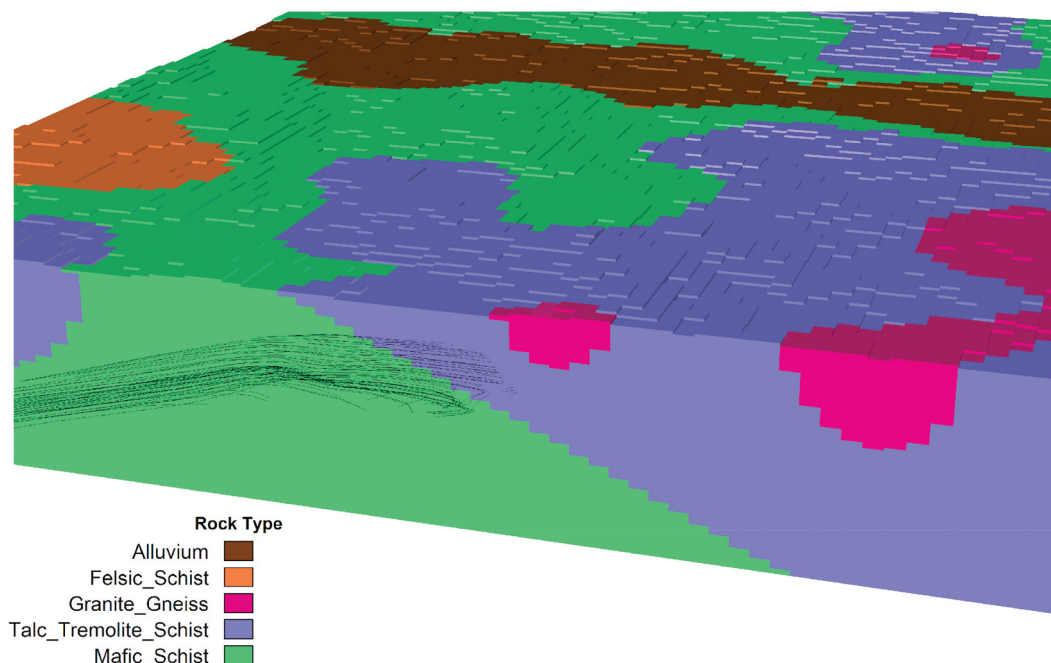 Rock Type
Alluvium
Felsic_Schist
Granite_Gneiss
Talc_Tremolite_Schist
Mafic_Schist